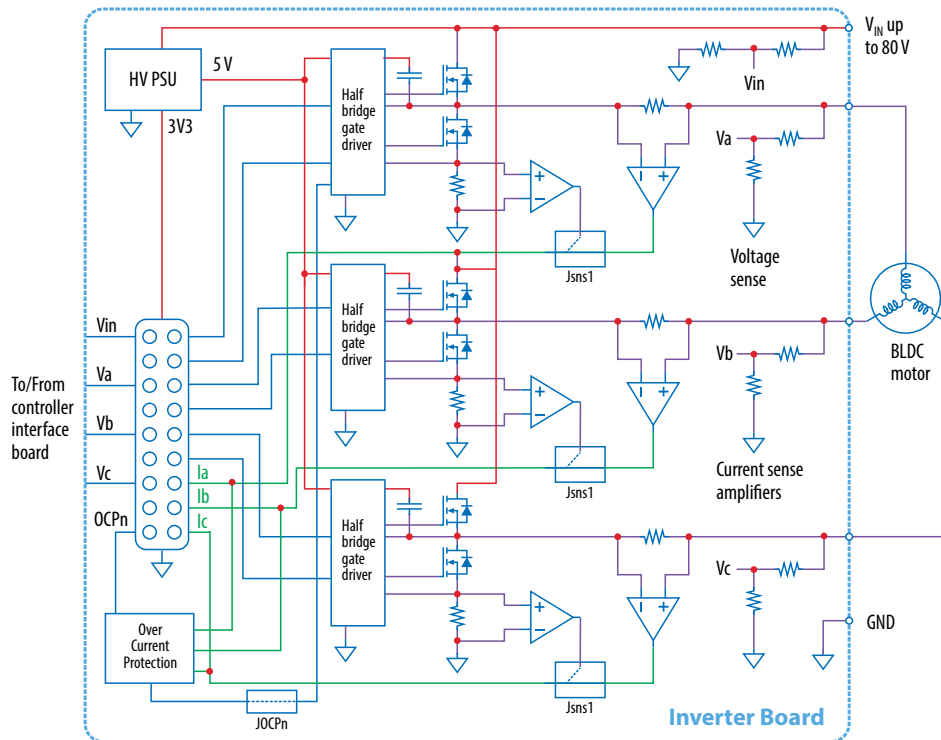 V_IN up
to 80 V
HV PSU
5 V
3V3
Half
bridge
gate
driver
+
−
Vin
−
+
Va
Voltage
sense
Jsns1
Half
bridge
gate
driver
+
−
−
+
Vb
BLDC
motor
Current sense
amplifiers
Jsns1
To/From
controller
interface
board
Vin
Va
Vb
Vc
OCPn
Ia
Ib
Ic
Half
bridge
gate
driver
+
−
−
+
Vc
GND
Jsns1
Over
Current
Protection
JOCPn
Inverter Board